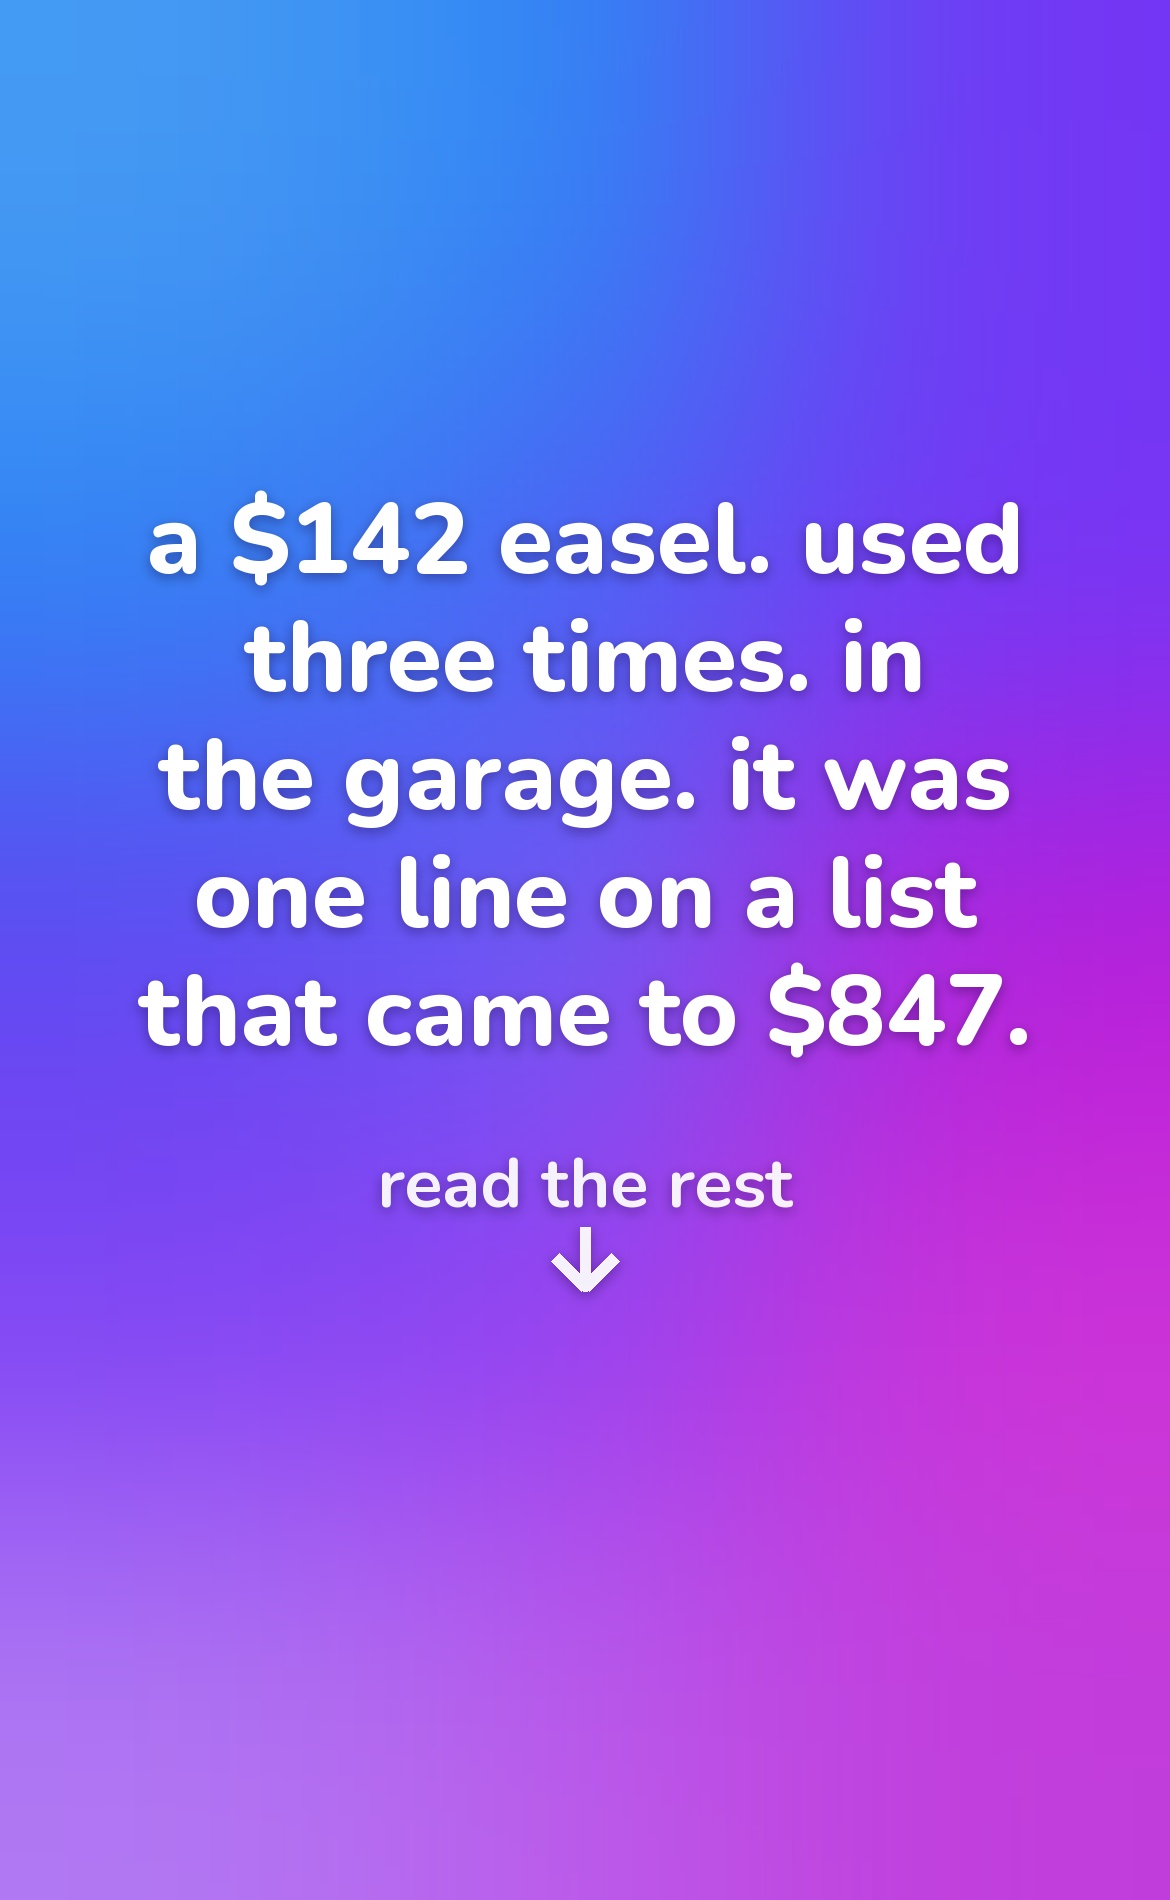 a $142 easel. used
three times. in
the garage. it was
one line on a list
that came to $847.
read the rest
↓